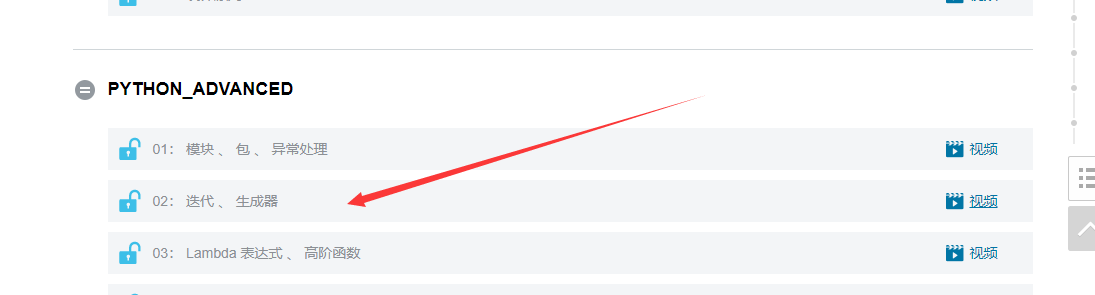 PYTHON_ADVANCED
01： 模块 、 包 、 异常处理 视频
02： 迭代 、 生成器 视频
03： Lambda 表达式 、 高阶函数 视频